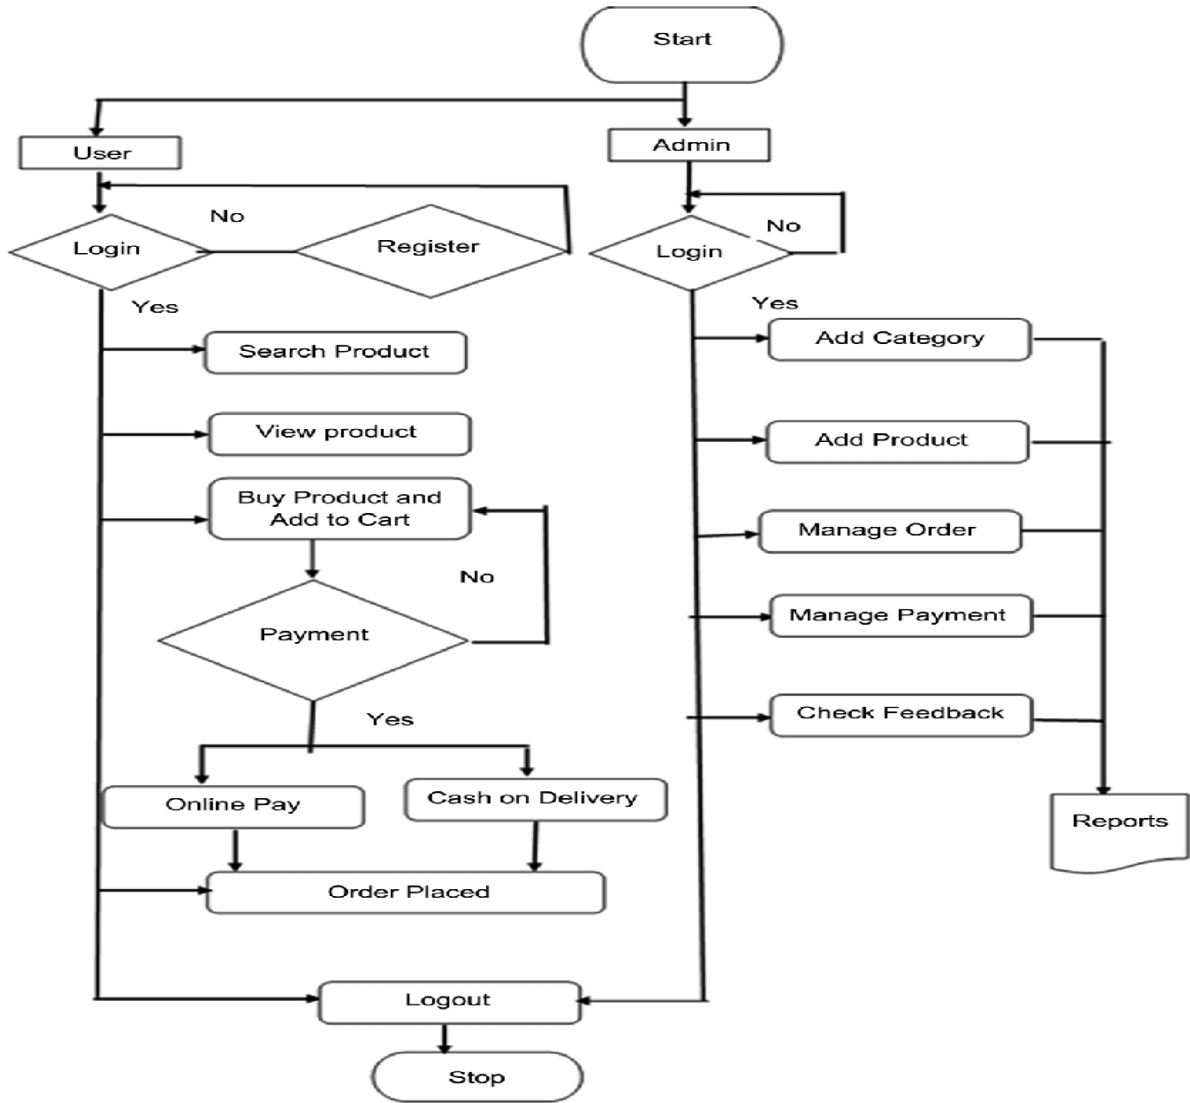 Start
User
Admin
No
Login
Register
No
Login
Yes
Yes
Search Product
Add Category
View product
Add Product
Buy Product and
Add to Cart
Manage Order
No
Payment
Manage Payment
Yes
Check Feedback
Online Pay
Cash on Delivery
Reports
Order Placed
Logout
Stop